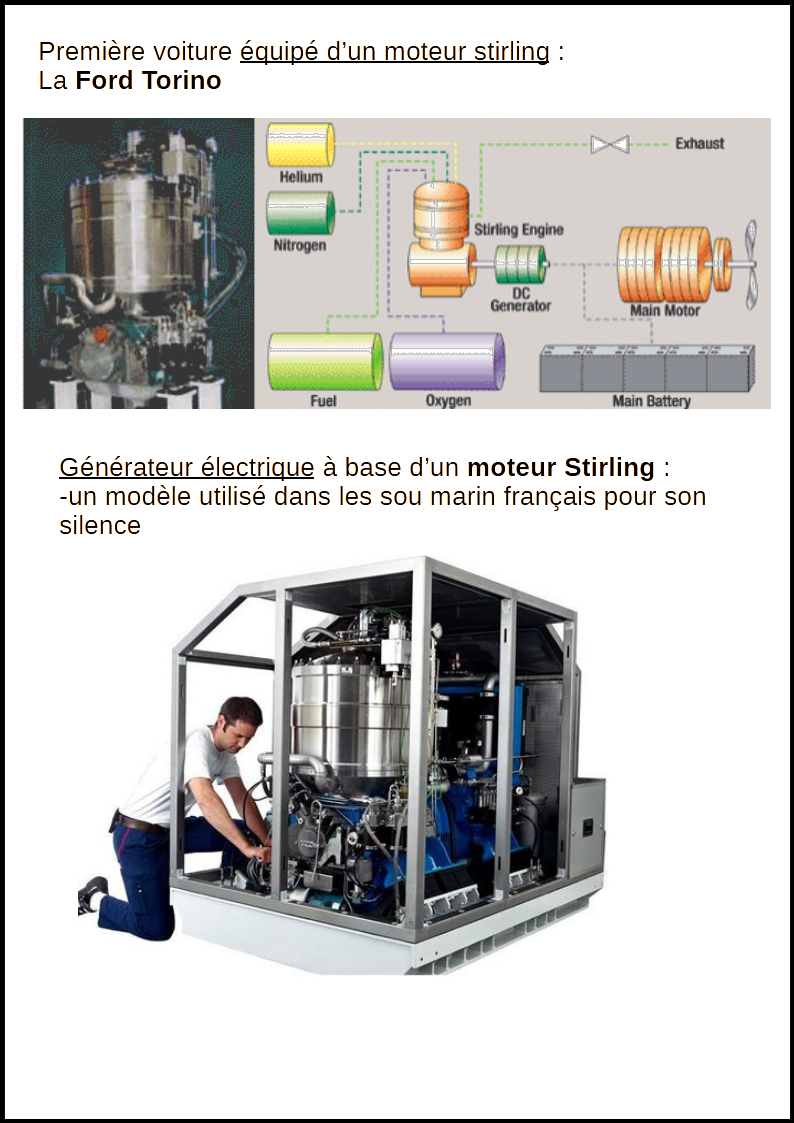 Première voiture équipé d’un moteur stirling :
La Ford Torino
Helium
Nitrogen
Exhaust
Stirling Engine
DC
Generator
Main Motor
Fuel
Oxygen
Main Battery
Générateur électrique à base d’un moteur Stirling :
-un modèle utilisé dans les sou marin français pour son
silence